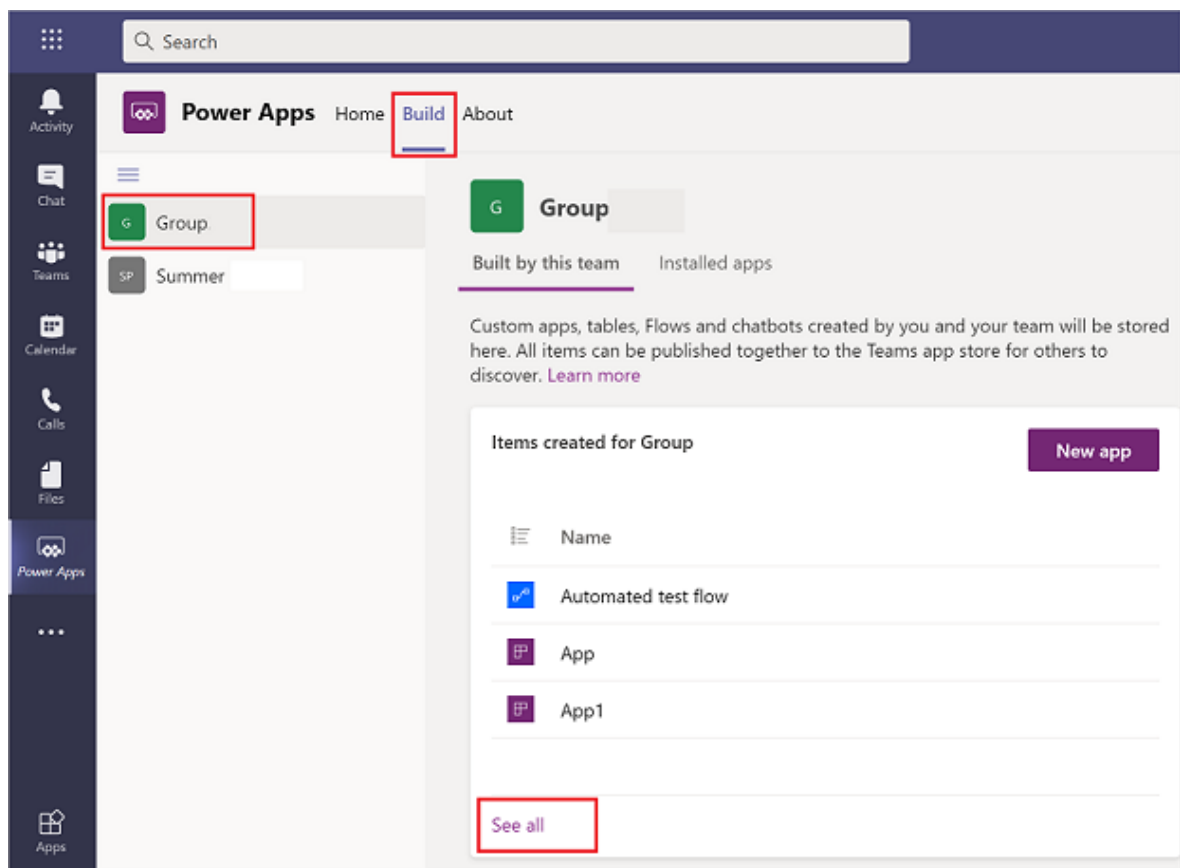 Search
Activity
Chat
Teams
Calendar
Calls
Files
Power Apps
Apps
Power Apps Home Build About
G Group
SP Summer
G Group
Built by this team Installed apps
Custom apps, tables, Flows and chatbots created by you and your team will be stored
here. All items can be published together to the Teams app store for others to
discover. Learn more
Items created for Group
New app
Name
Automated test flow
App
App1
See all